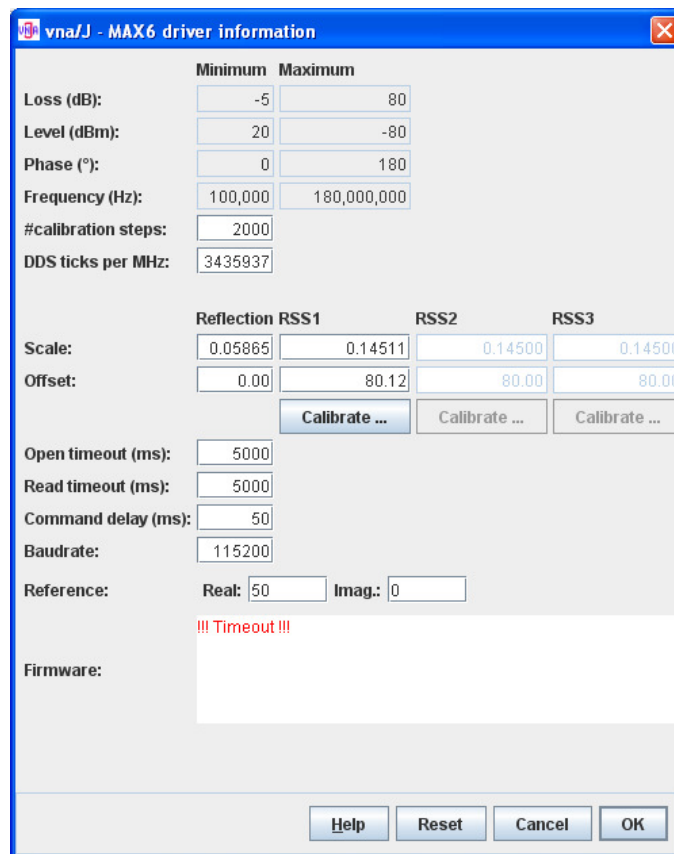 vna/J - MAX6 driver information
Minimum Maximum
Loss (dB): -5 80
Level (dBm): 20 -80
Phase (°): 0 180
Frequency (Hz): 100,000 180,000,000
#calibration steps: 2000
DDS ticks per MHz: 3435937
Reflection RSS1 RSS2 RSS3
Scale: 0.05865 0.14511 0.14500 0.1450
Offset: 0.00 80.12 80.00 80.0
Calibrate ... Calibrate ... Calibrate ...
Open timeout (ms): 5000
Read timeout (ms): 5000
Command delay (ms): 50
Baudrate: 115200
Reference: Real: 50 Imag.: 0
!!! Timeout !!!
Firmware:
Help Reset Cancel OK